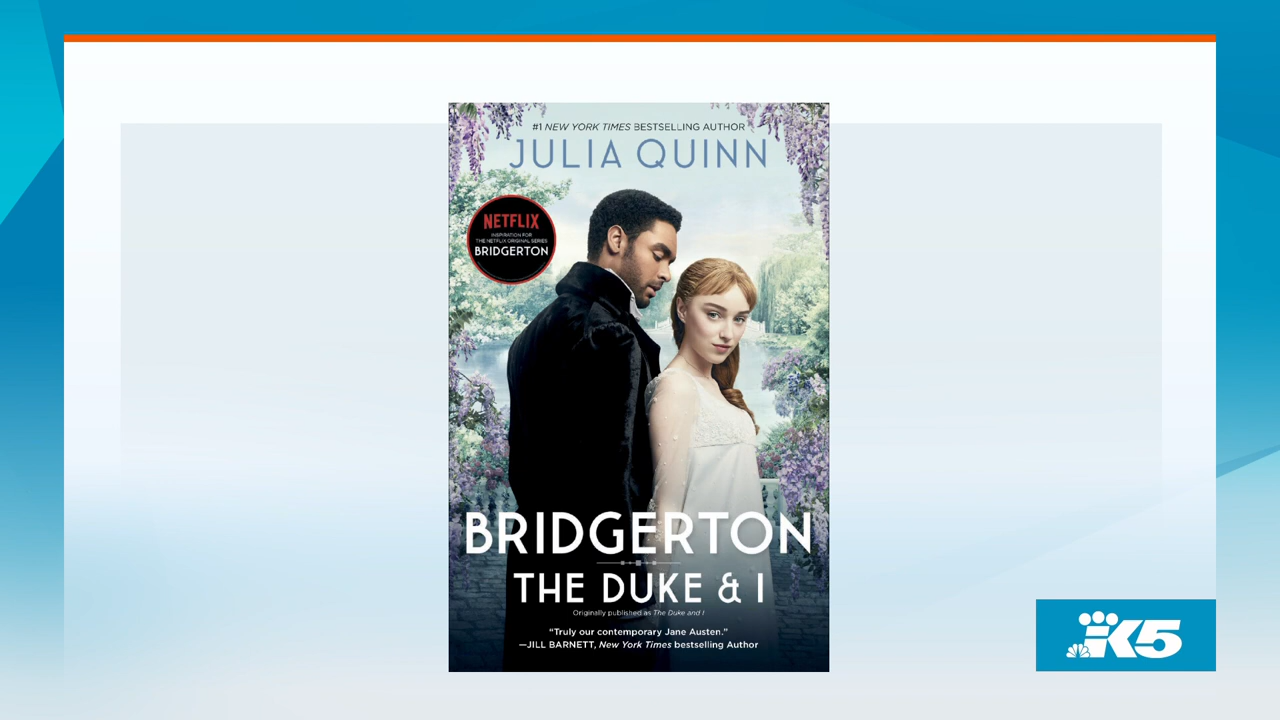 #1 NEW YORK TIMES BESTSELLING AUTHOR
JULIA QUINN
NETFLIX
INSPIRATION FOR
THE NETFLIX ORIGINAL SERIES
BRIDGERTON
BRIDGERTON
THE DUKE & I
Originally published as The Duke and I
“Truly our contemporary Jane Austen.”
—JILL BARNETT, New York Times bestselling Author
K5